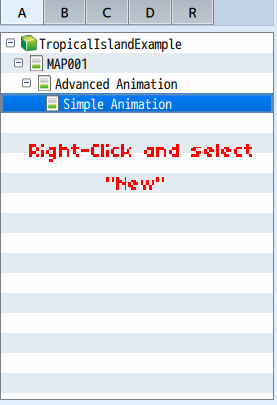 A B C D R
TropicalIslandExample
MAP001
Advanced Animation
Simple Animation
Right-Click and select
"New"